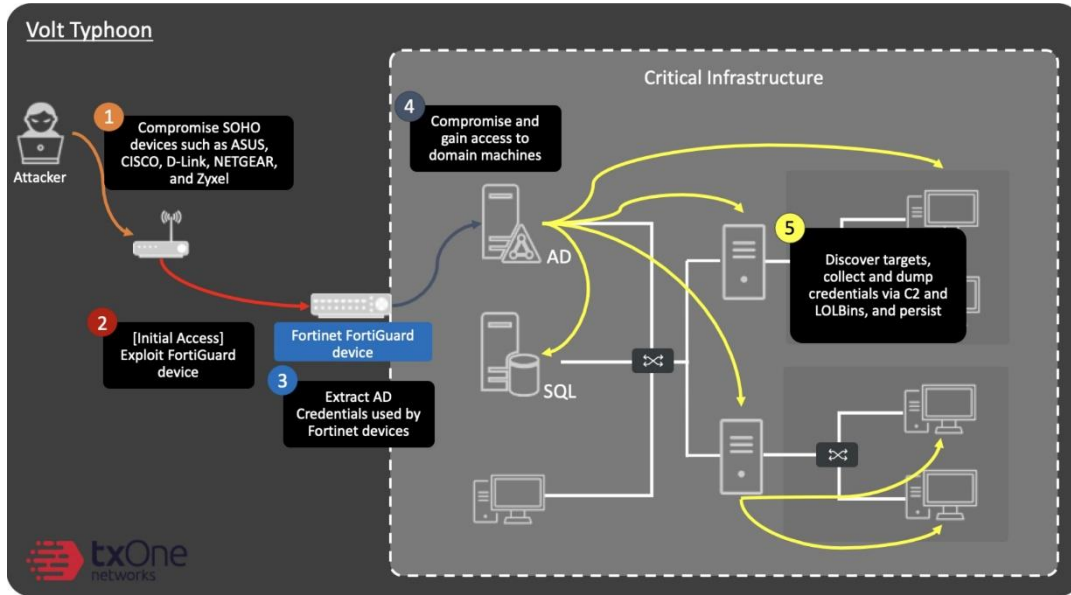 Volt Typhoon
Attacker
1
Compromise SOHO
devices such as ASUS,
CISCO, D-Link, NETGEAR,
and Zyxel
2
[Initial Access]
Exploit FortiGuard
device
Fortinet FortiGuard
device
3
Extract AD
Credentials used by
Fortinet devices
Critical Infrastructure
4
Compromise and
gain access to
domain machines
AD
SQL
5
Discover targets,
collect and dump
credentials via C2 and
LOLBins, and persist
txOne
networks